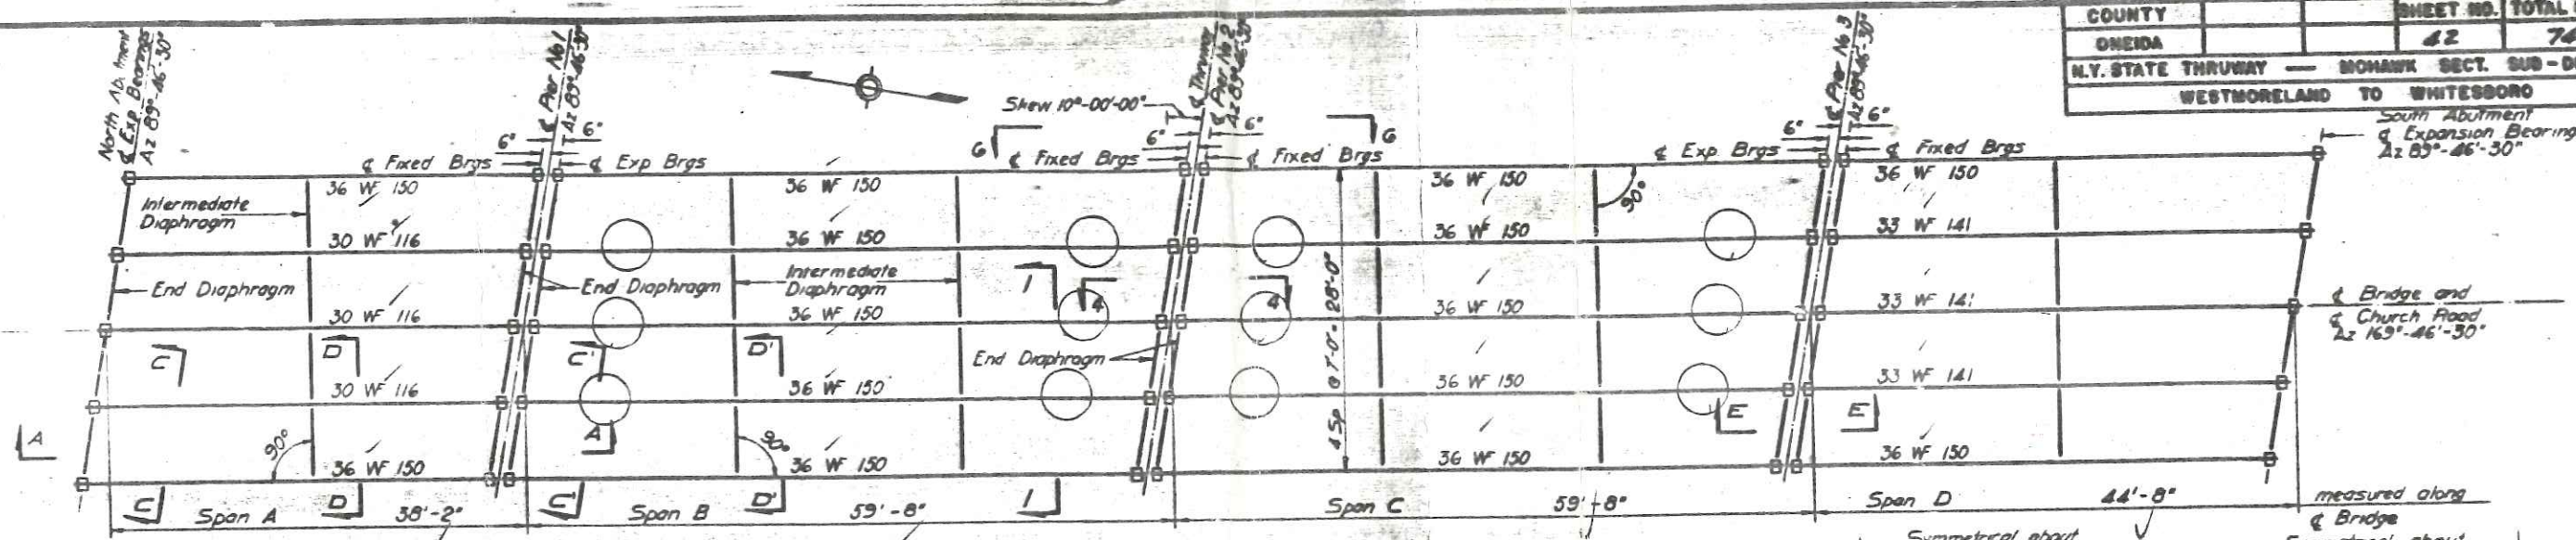 COUNTY
SHEET NO.
ONEIDA
42
N.Y. STATE THRUWAY — MOHAWK SECT.
WESTMORELAND TO WHITESBORO
North
℄ Exp Bearings
Az 89°-46'-30"
℄ Pier No 1
Az 89°-46'-30"
℄ Thruway
℄ Pier No 2
Az 89°-46'-30"
℄ Pier No 3
Az 89°-46'-30"
South Abutment
℄ Expansion Bearing
Az 89°-46'-30"
Skew 10°-00'-00"
6" 6"
6" 6"
6" 6"
G G
℄ Fixed Brgs
℄ Exp Brgs
℄ Fixed Brgs
℄ Fixed Brgs
℄ Exp Brgs
℄ Fixed Brgs
36 WF 150
36 WF 150
36 WF 150
36 WF 150
Intermediate
Diaphragm
90°
30 WF 116
36 WF 150
36 WF 150
33 WF 141
End Diaphragm
End Diaphragm
Intermediate
Diaphragm
1
4
4
4 Sp @ 7'-0" = 28'-0"
30 WF 116
36 WF 150
36 WF 150
33 WF 141
℄ Bridge and
℄ Church Road
Az 169°-46'-30"
C
D
C'
D'
End Diaphragm
30 WF 116
36 WF 150
36 WF 150
33 WF 141
A
A
E
E
90°
90°
36 WF 150
36 WF 150
36 WF 150
36 WF 150
C
D
C'
D'
1
Span A
38'-2"
Span B
59'-8"
Span C
59'-8"
Span D
44'-8"
measured along
℄ Bridge
Symmetrical about